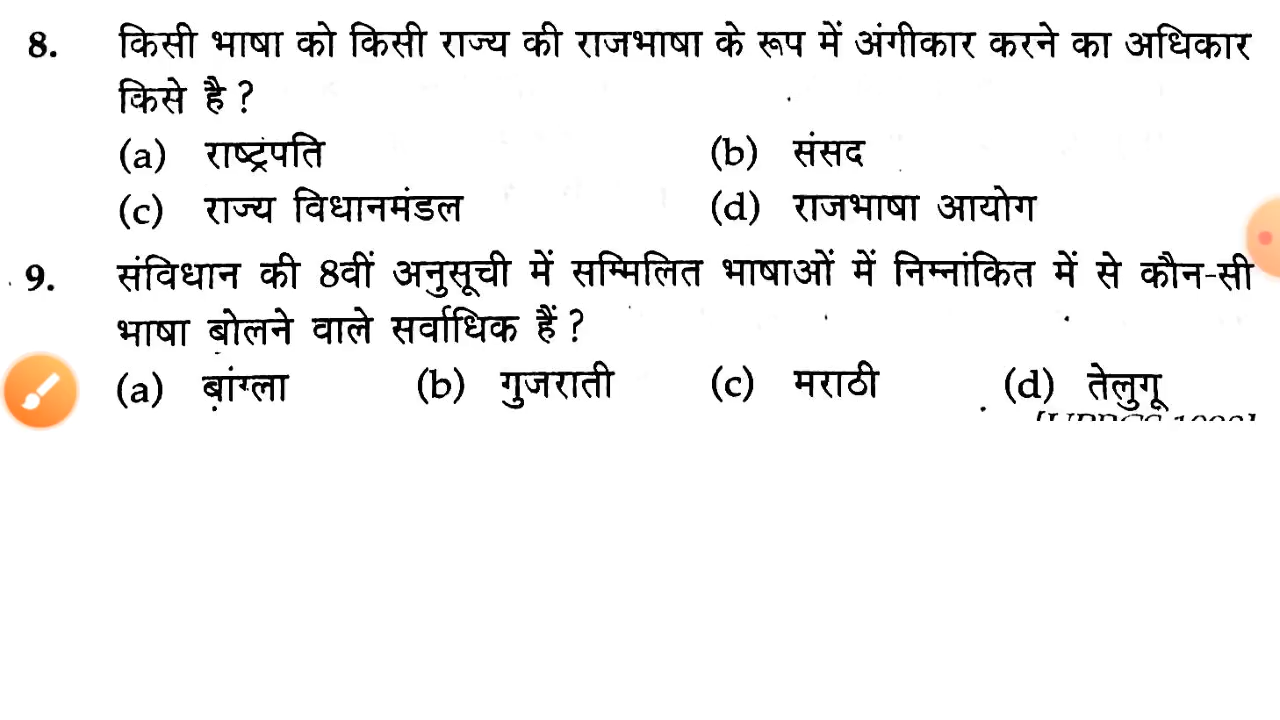 8. किसी भाषा को किसी राज्य की राजभाषा के रूप में अंगीकार करने का अधिकार
किसे है ?
(a) राष्ट्रपति (b) संसद
(c) राज्य विधानमंडल (d) राजभाषा आयोग
9. संविधान की 8वीं अनुसूची में सम्मिलित भाषाओं में निम्नांकित में से कौन-सी
भाषा बोलने वाले सर्वाधिक हैं ?
(a) बांग्ला (b) गुजराती (c) मराठी (d) तेलुगू